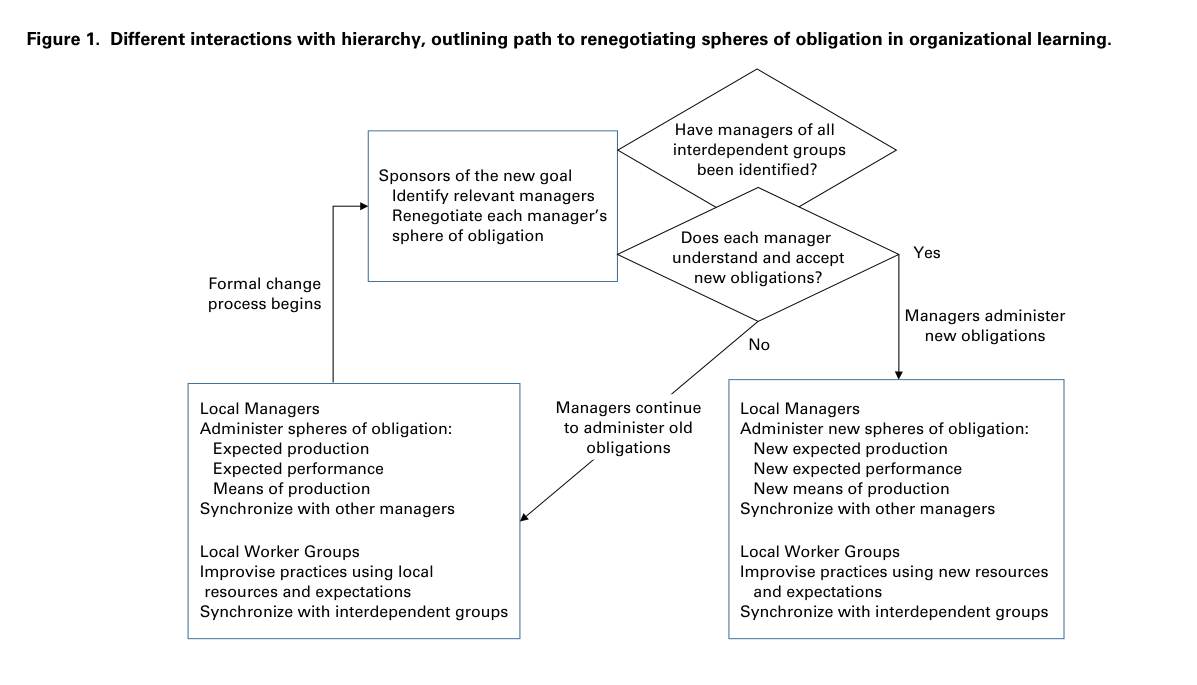 Figure 1.  Different interactions with hierarchy, outlining path to renegotiating spheres of obligation in organizational learning.
Have managers of all
interdependent groups
been identified?
Sponsors of the new goal
Identify relevant managers
Renegotiate each manager’s
sphere of obligation
Does each manager
understand and accept
new obligations?
Yes
Formal change
process begins
Managers administer
new obligations
No
Managers continue
to administer old
obligations
Local Managers
Administer spheres of obligation:
Expected production
Expected performance
Means of production
Synchronize with other managers
Local Worker Groups
Improvise practices using local
resources and expectations
Synchronize with interdependent groups
Local Managers
Administer new spheres of obligation:
New expected production
New expected performance
New means of production
Synchronize with other managers
Local Worker Groups
Improvise practices using new resources
and expectations
Synchronize with interdependent groups